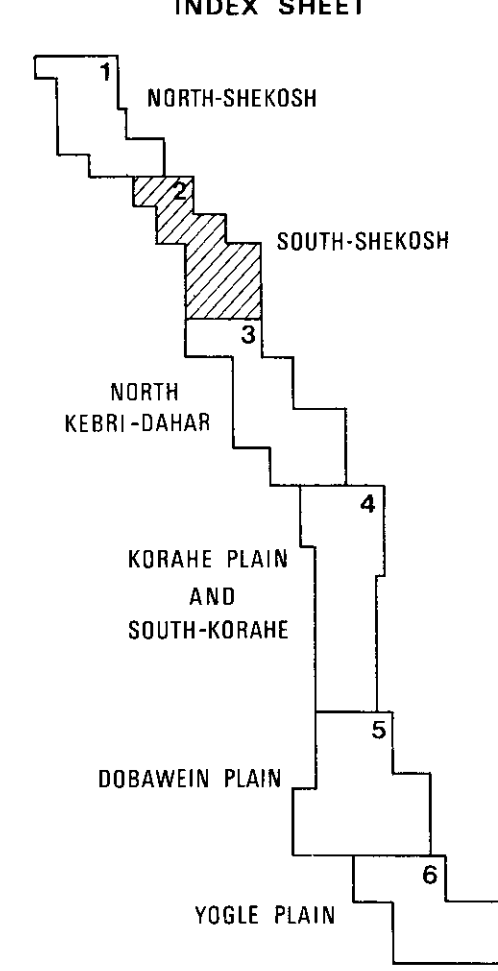 INDEX SHEET
1
NORTH-SHEKOSH
2
SOUTH-SHEKOSH
3
NORTH
KEBRI-DAHAR
4
KORAHE PLAIN
AND
SOUTH-KORAHE
5
DOBAWEIN PLAIN
6
YOGLE PLAIN